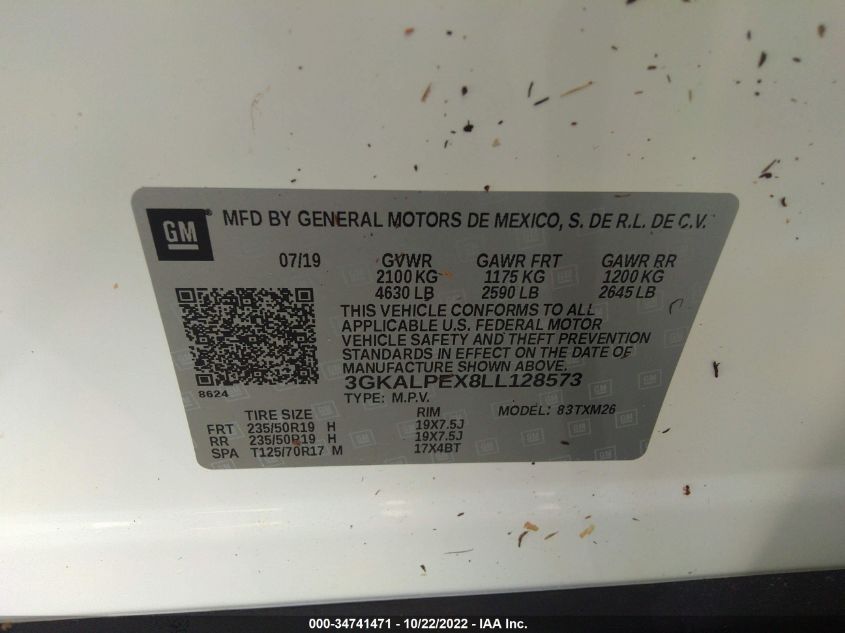 GM MFD BY GENERAL MOTORS DE MEXICO, S. DE R.L. DE C.V.
07/19 GVWR GAWR FRT GAWR RR
2100 KG 1175 KG 1200 KG
4630 LB 2590 LB 2645 LB
THIS VEHICLE CONFORMS TO ALL
APPLICABLE U.S. FEDERAL MOTOR
VEHICLE SAFETY AND THEFT PREVENTION
STANDARDS IN EFFECT ON THE DATE OF
MANUFACTURE SHOWN ABOVE.
3GKALPEX8LL128573
8624
TYPE: M.P.V. MODEL: 83TXM26
TIRE SIZE RIM
FRT 235/50R19 H 19X7.5J
RR 235/50R19 H 19X7.5J
SPA T125/70R17 M 17X4BT
000-34741471 - 10/22/2022 - IAA Inc.